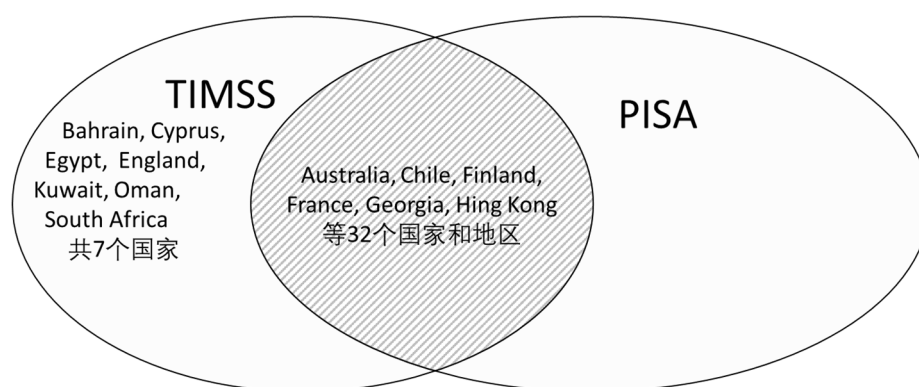 TIMSS
Bahrain, Cyprus,
Egypt, England,
Kuwait, Oman,
South Africa
共7个国家
Australia, Chile, Finland,
France, Georgia, Hing Kong
等32个国家和地区
PISA